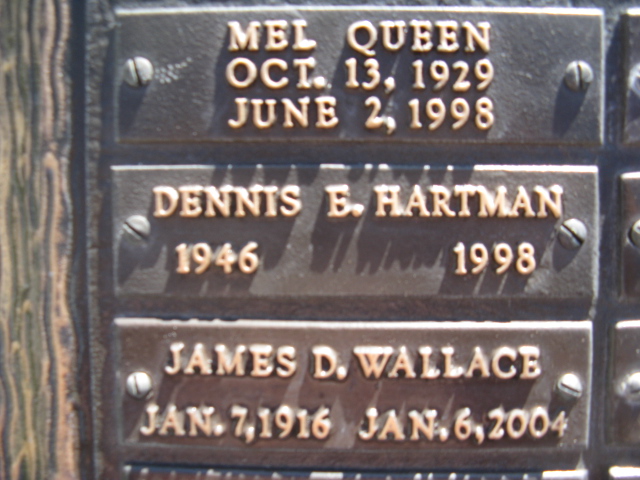 MEL QUEEN
OCT. 13, 1929
JUNE 2, 1998
DENNIS E. HARTMAN
1946 1998
JAMES D. WALLACE
JAN. 7, 1916 JAN. 6, 2004